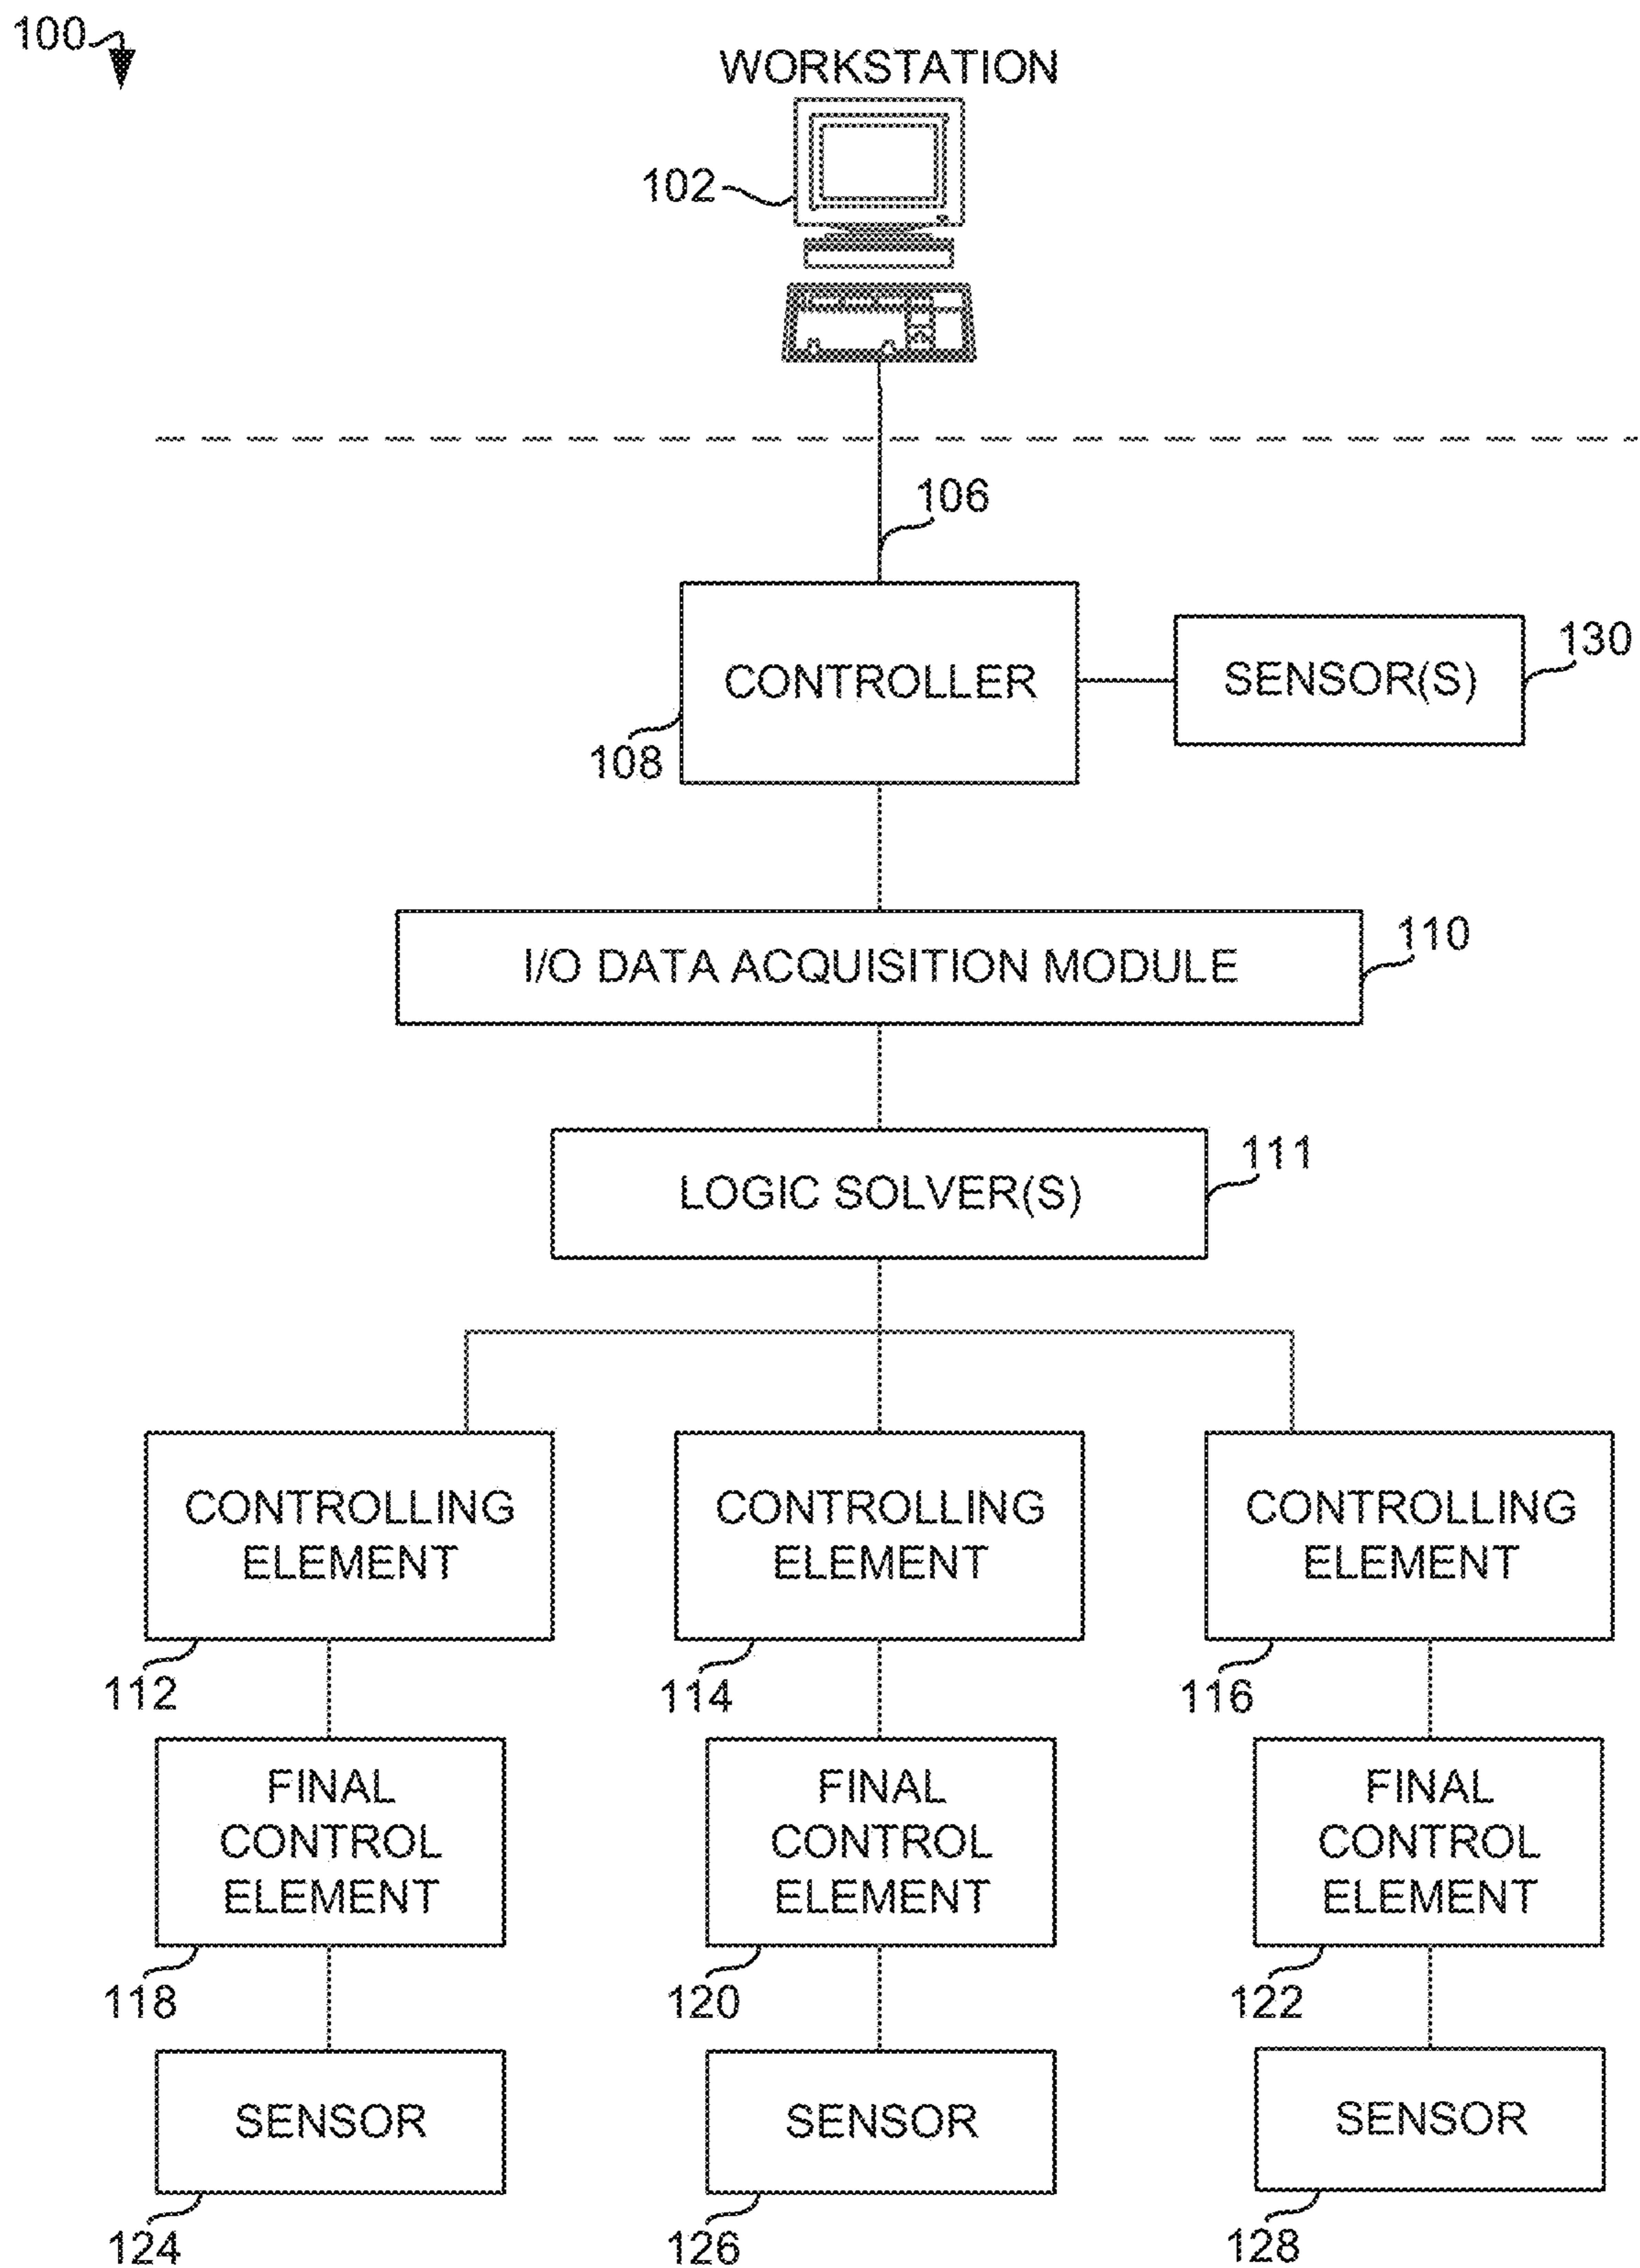 100
WORKSTATION
102
106
CONTROLLER
SENSOR(S)
130
108
I/O DATA ACQUISITION MODULE
110
LOGIC SOLVER(S)
111
CONTROLLING
ELEMENT
CONTROLLING
ELEMENT
CONTROLLING
ELEMENT
112
114
116
FINAL
CONTROL
ELEMENT
FINAL
CONTROL
ELEMENT
FINAL
CONTROL
ELEMENT
118
120
122
SENSOR
SENSOR
SENSOR
124
126
128